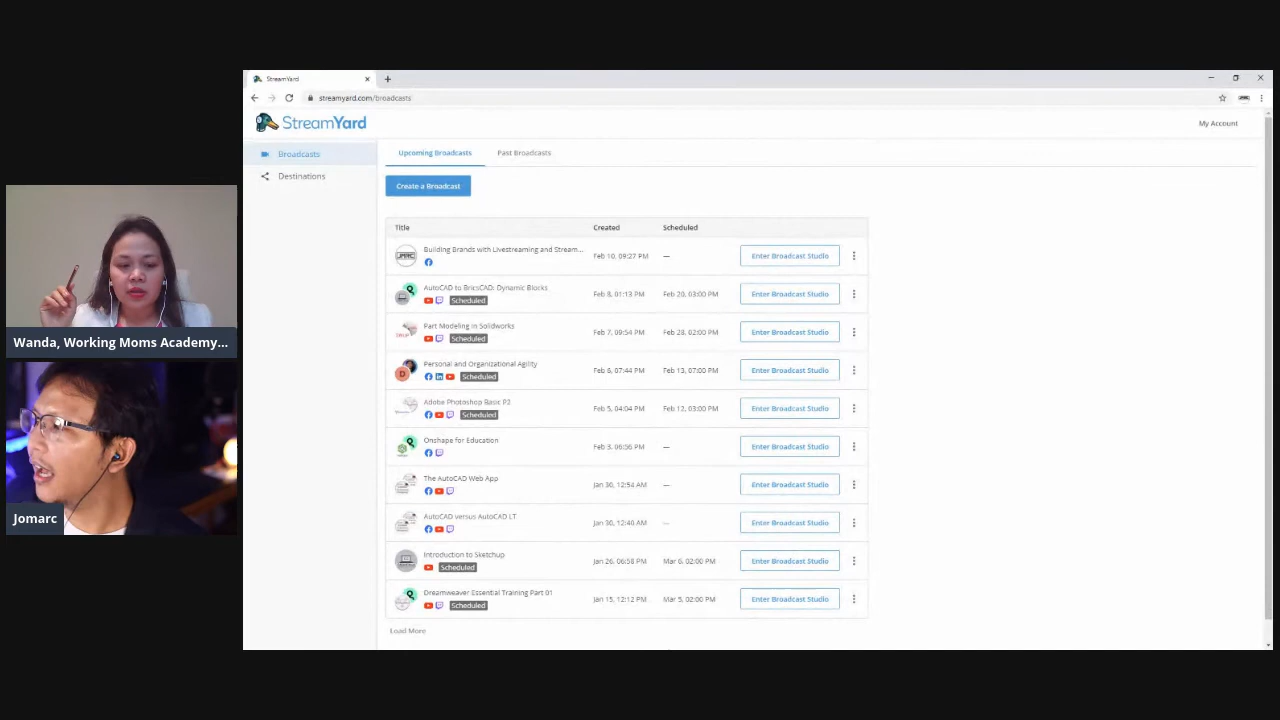 StreamYard
streamyard.com/broadcasts
StreamYard
My Account
Broadcasts
Destinations
Upcoming Broadcasts
Past Broadcasts
Create a Broadcast
Title Created Scheduled
Building Brands with Livestreaming and Stream...
Feb 10, 09:27 PM — Enter Broadcast Studio
AutoCAD to BricsCAD: Dynamic Blocks
Scheduled
Feb 8, 01:13 PM Feb 20, 03:00 PM Enter Broadcast Studio
Part Modeling in Solidworks
Scheduled
Feb 7, 09:54 PM Feb 28, 02:00 PM Enter Broadcast Studio
Personal and Organizational Agility
Scheduled
Feb 6, 07:44 PM Feb 13, 07:00 PM Enter Broadcast Studio
Adobe Photoshop Basic P2
Scheduled
Feb 5, 04:04 PM Feb 12, 03:00 PM Enter Broadcast Studio
Onshape for Education
Feb 3, 06:56 PM — Enter Broadcast Studio
The AutoCAD Web App
Jan 30, 12:54 AM — Enter Broadcast Studio
AutoCAD versus AutoCAD LT
Jan 30, 12:40 AM — Enter Broadcast Studio
Introduction to Sketchup
Scheduled
Jan 26, 06:58 PM Mar 6, 02:00 PM Enter Broadcast Studio
Dreamweaver Essential Training Part 01
Scheduled
Jan 15, 12:12 PM Mar 5, 02:00 PM Enter Broadcast Studio
Load More
Wanda, Working Moms Academy...
Jomarc